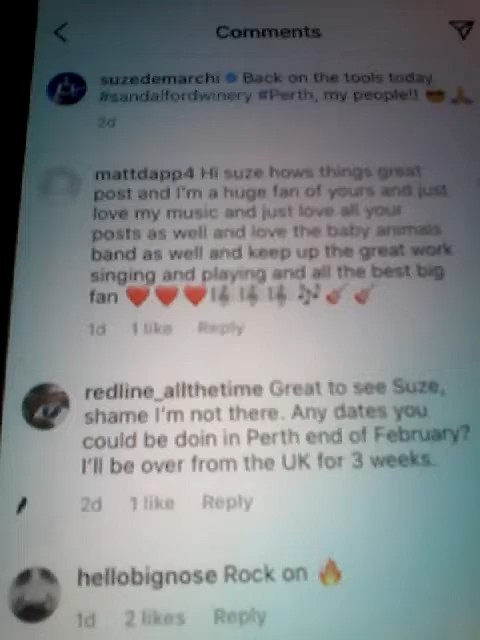 Comments
suzedemarchi Back on the tools today
#sandalfordwinery #Perth, my people!! 😎🙏
2d
mattdapp4 Hi suze hows things great
post and I'm a huge fan of yours and just
love my music and just love all your
posts as well and love the baby animals
band as well and keep up the great work
singing and playing and all the best big
fan ❤️❤️❤️🎼🎼🎼🎶🎸🎸
1d 1 like Reply
redline_allthetime Great to see Suze,
shame I'm not there. Any dates you
could be doin in Perth end of February?
I'll be over from the UK for 3 weeks.
2d 1 like Reply
hellobignose Rock on 🔥
1d 2 likes Reply